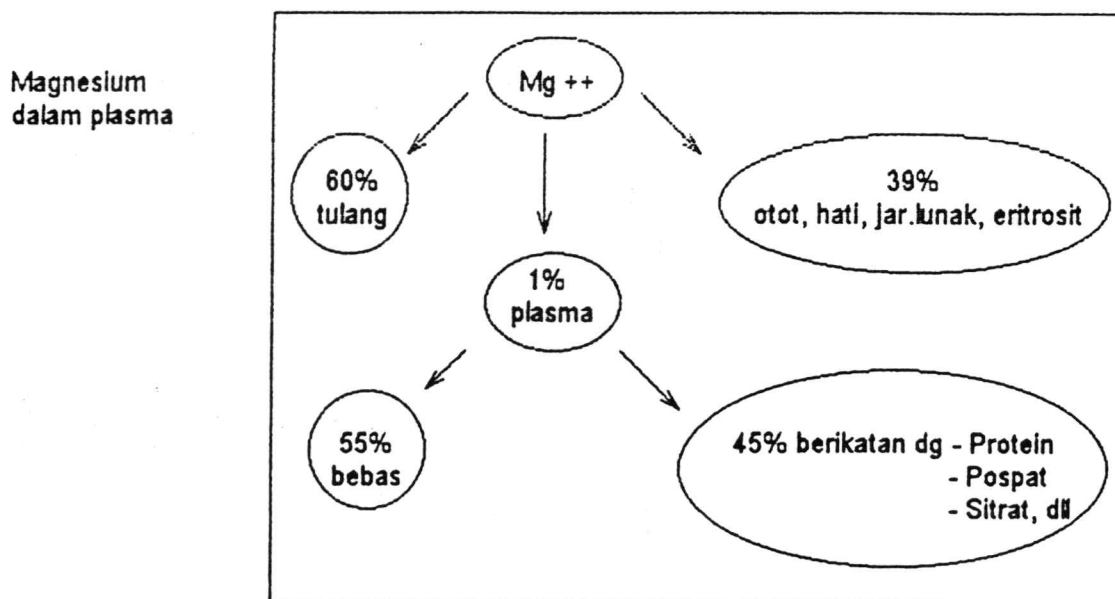 Magnesium
dalam plasma
Mg ++
60%
tulang
39%
otot, hati, jar.lunak, eritrosit
1%
plasma
55%
bebas
45% berikatan dg - Protein
- Pospat
- Sitrat, dll